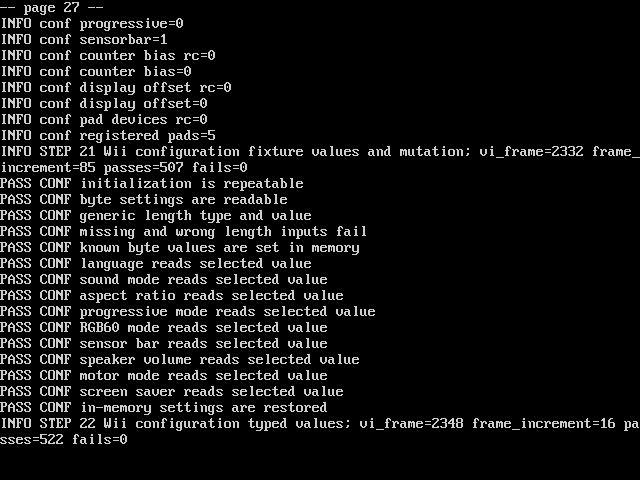 -- page 27 --
INFO conf progressive=0
INFO conf sensorbar=1
INFO conf counter bias rc=0
INFO conf counter bias=0
INFO conf display offset rc=0
INFO conf display offset=0
INFO conf pad devices rc=0
INFO conf registered pads=5
INFO STEP 21 Wii configuration fixture values and mutation; vi_frame=2332 frame_
increment=85 passes=507 fails=0
PASS CONF initialization is repeatable
PASS CONF byte settings are readable
PASS CONF generic length type and value
PASS CONF missing and wrong length inputs fail
PASS CONF known byte values are set in memory
PASS CONF language reads selected value
PASS CONF sound mode reads selected value
PASS CONF aspect ratio reads selected value
PASS CONF progressive mode reads selected value
PASS CONF RGB60 mode reads selected value
PASS CONF sensor bar reads selected value
PASS CONF speaker volume reads selected value
PASS CONF motor mode reads selected value
PASS CONF screen saver reads selected value
PASS CONF in-memory settings are restored
INFO STEP 22 Wii configuration typed values; vi_frame=2348 frame_increment=16 pa
sses=522 fails=0